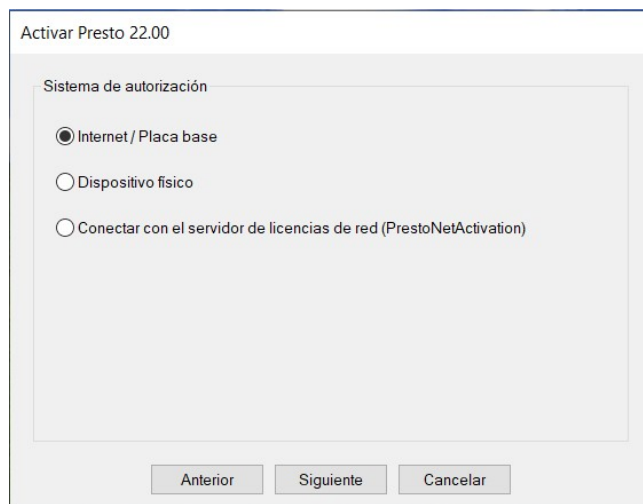 Activar Presto 22.00
Sistema de autorización
Internet / Placa base
Dispositivo físico
Conectar con el servidor de licencias de red (PrestoNetActivation)
Anterior Siguiente Cancelar